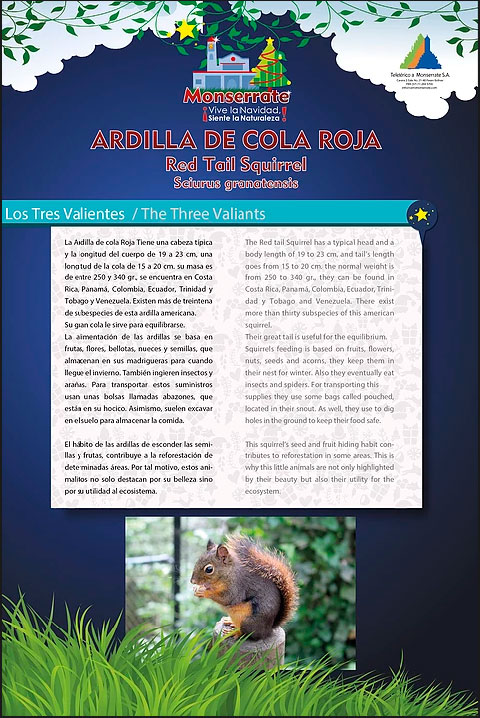 Monserrate
¡Vive la Navidad,
Siente la Naturaleza!
Teleférico a Monserrate S.A.
ARDILLA DE COLA ROJA
Red Tail Squirrel
Sciurus granatensis
Los Tres Valientes / The Three Valiants
La Ardilla de cola Roja Tiene una cabeza típica
y la longitud del cuerpo de 19 a 23 cm, una
longitud de la cola de 15 a 20 cm. su masa es
de entre 250 y 340 gr., se encuentra en Costa
Rica, Panamá, Colombia, Ecuador, Trinidad y
Tobago y Venezuela. Existen más de treintena
de subespecies de esta ardilla americana.
Su gan cola le sirve para equilibrarse.
La alimentación de las ardillas se basa en
frutas, flores, bellotas, nueces y semillas, que
almacenan en sus madrigueras para cuando
llegue el invierno. También ingieren insectos y
arañas. Para transportar estos suministros
usan unas bolsas llamadas abazones, que
están en su hocico. Asimismo, suelen excavar
en el suelo para almacenar la comida.
El hábito de las ardillas de esconder las semi-
llas y frutas, contribuye a la reforestación de
determinadas áreas. Por tal motivo, estos ani-
malitos no solo destacan por su belleza sino
por su utilidad al ecosistema.
The Red tail Squirrel has a typical head and a
body length of 19 to 23 cm, and tail's length
goes from 15 to 20 cm. the normal weight is
from 250 to 340 gr., they can be found in
Costa Rica, Panamá, Colombia, Ecuador, Trini-
dad y Tobago and Venezuela. There exist
more than thirty subspecies of this american
squirrel.
Their great tail is useful for the equilibrium.
Squirrels feeding is based on fruits, flowers,
nuts, seeds and acorns, they keep them in
their nest for winter. Also they eventually eat
insects and spiders. For transporting this
supplies they use some bags called pouched,
located in their snout. As well, they use to dig
holes in the ground to keep their food safe.
This squirrel's seed and fruit hiding habit con-
tributes to reforestation in some areas. This is
why this little animals are not only highlighted
by their beauty but also their utility for the
ecosystem.